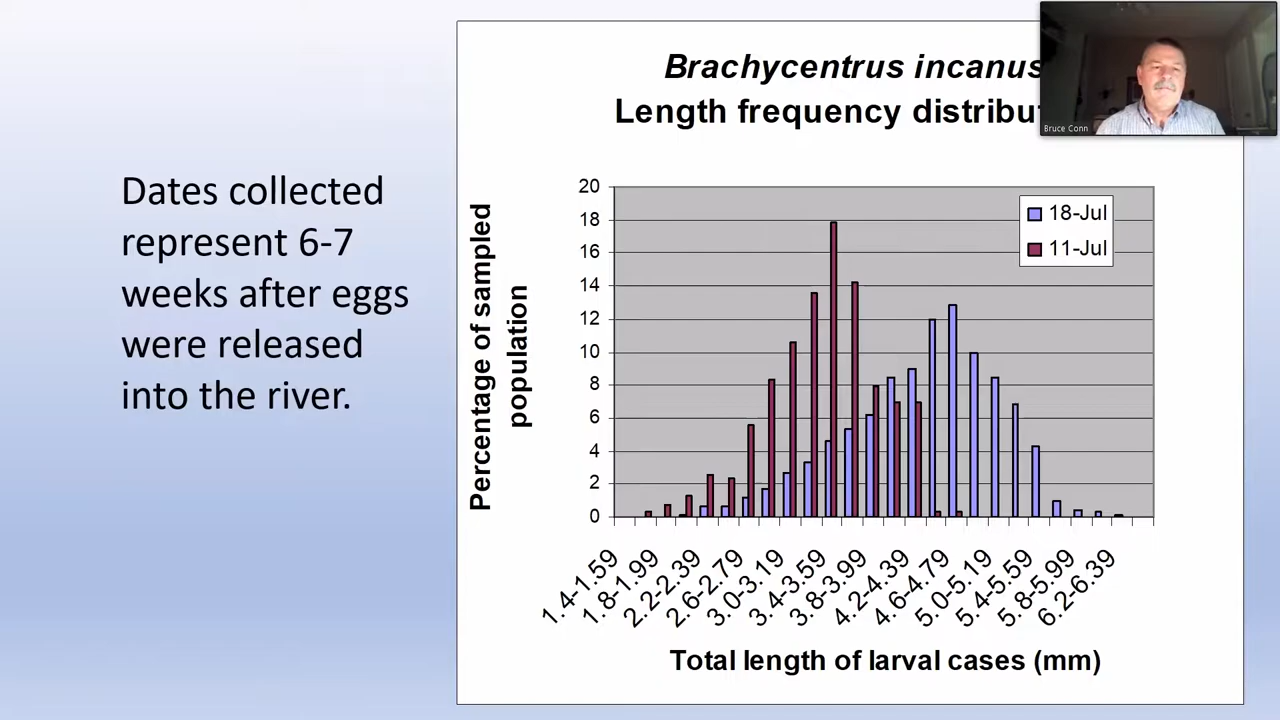 Brachycentrus incanus
Length frequency distribu
Bruce Conn
Dates collected
represent 6-7
weeks after eggs
were released
into the river.
Percentage of sampled
population
20
18
16
14
12
10
8
6
4
2
0
18-Jul
11-Jul
1.4-1.59
1.8-1.99
2.2-2.39
2.6-2.79
3.0-3.19
3.4-3.59
3.8-3.99
4.2-4.39
4.6-4.79
5.0-5.19
5.4-5.59
5.8-5.99
6.2-6.39
Total length of larval cases (mm)